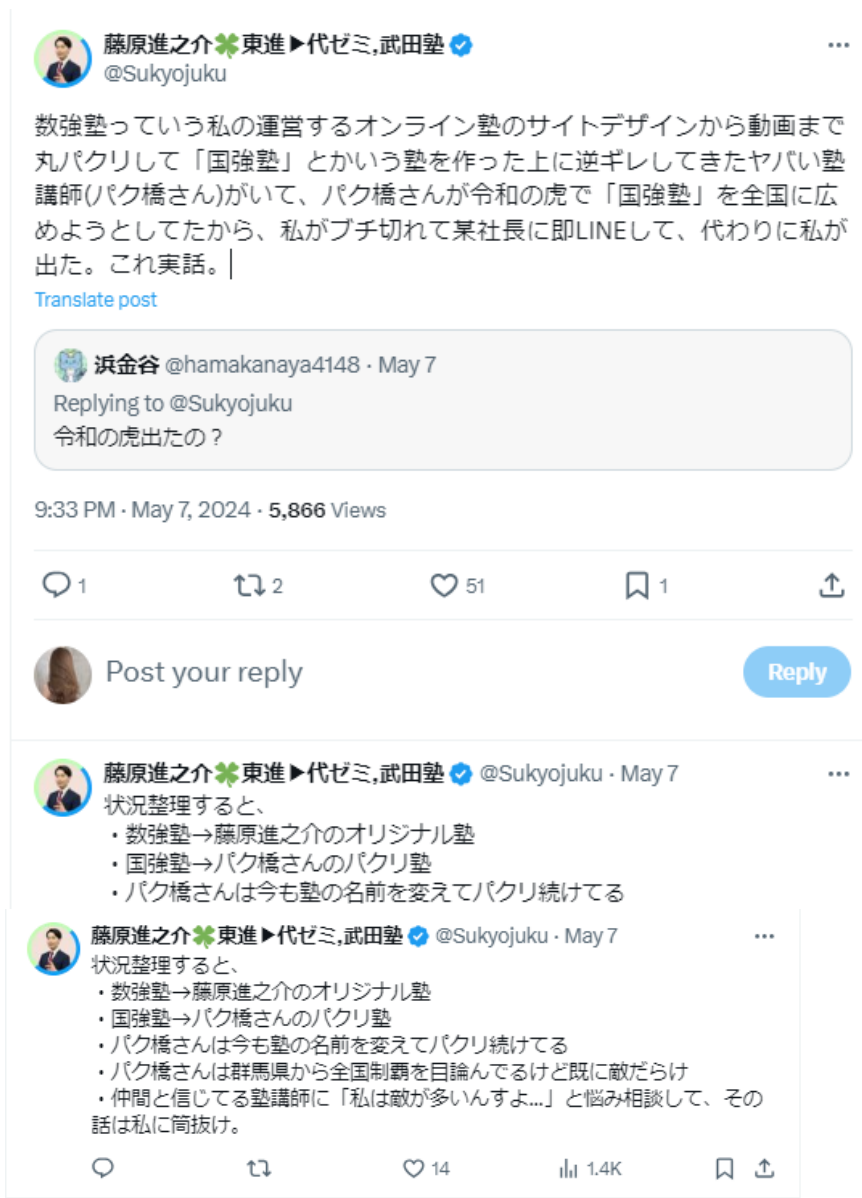 藤原進之介🍀東進▶代ゼミ,武田塾
@Sukyojuku
数強塾っていう私の運営するオンライン塾のサイトデザインから動画まで
丸パクリして「国強塾」とかいう塾を作った上に逆ギレしてきたヤバい塾
講師(パク橋さん)がいて、パク橋さんが令和の虎で「国強塾」を全国に広
めようとしてたから、私がブチ切れて某社長に即LINEして、代わりに私が
出た。これ実話。
Translate post
浜金谷 @hamakanaya4148 · May 7
Replying to @Sukyojuku
令和の虎出たの？
9:33 PM · May 7, 2024 · 5,866 Views
1 2 51 1
Post your reply
Reply
藤原進之介🍀東進▶代ゼミ,武田塾 @Sukyojuku · May 7
状況整理すると、
・数強塾→藤原進之介のオリジナル塾
・国強塾→パク橋さんのパクリ塾
・パク橋さんは今も塾の名前を変えてパクリ続けてる
藤原進之介🍀東進▶代ゼミ,武田塾 @Sukyojuku · May 7
状況整理すると、
・数強塾→藤原進之介のオリジナル塾
・国強塾→パク橋さんのパクリ塾
・パク橋さんは今も塾の名前を変えてパクリ続けてる
・パク橋さんは群馬県から全国制覇を目論んでるけど既に敵だらけ
・仲間と信じてる塾講師に「私は敵が多いんすよ...」と悩み相談して、その
話は私に筒抜け。
14 1.4K